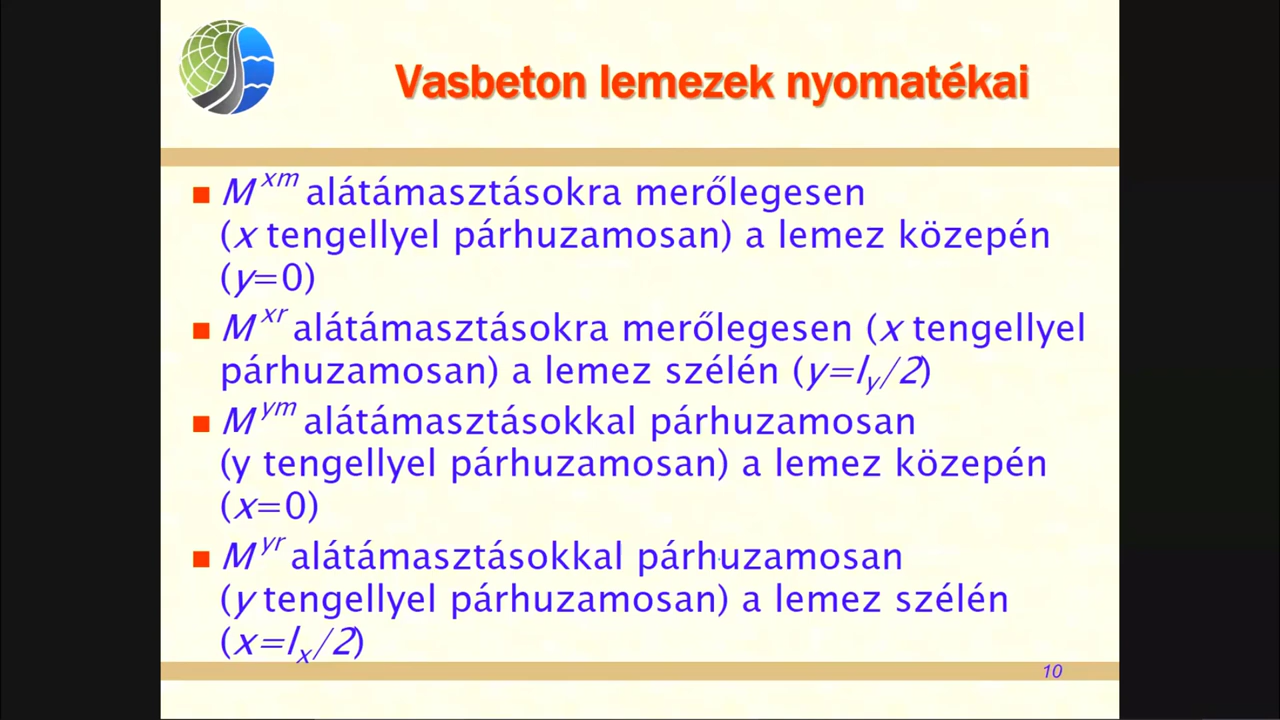 Vasbeton lemezek nyomatékai
■ M^xm alátámasztásokra merőlegesen
(x tengellyel párhuzamosan) a lemez közepén
(y=0)
■ M^xr alátámasztásokra merőlegesen (x tengellyel
párhuzamosan) a lemez szélén (y=l_y/2)
■ M^ym alátámasztásokkal párhuzamosan
(y tengellyel párhuzamosan) a lemez közepén
(x=0)
■ M^yr alátámasztásokkal párhuzamosan
(y tengellyel párhuzamosan) a lemez szélén
(x=l_x/2)
10